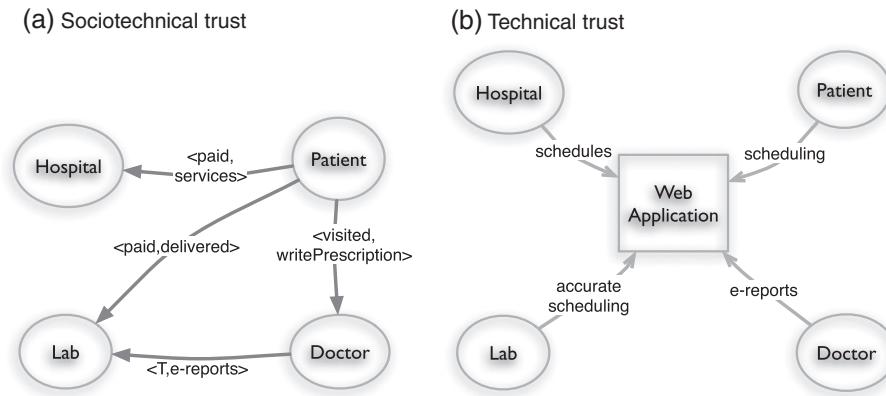 (a) Sociotechnical trust
Hospital
<paid,
services>
Patient
<paid,delivered>
<visited,
writePrescription>
Lab
<T,e-reports>
Doctor
(b) Technical trust
Hospital
Patient
schedules
scheduling
Web
Application
accurate
scheduling
e-reports
Lab
Doctor